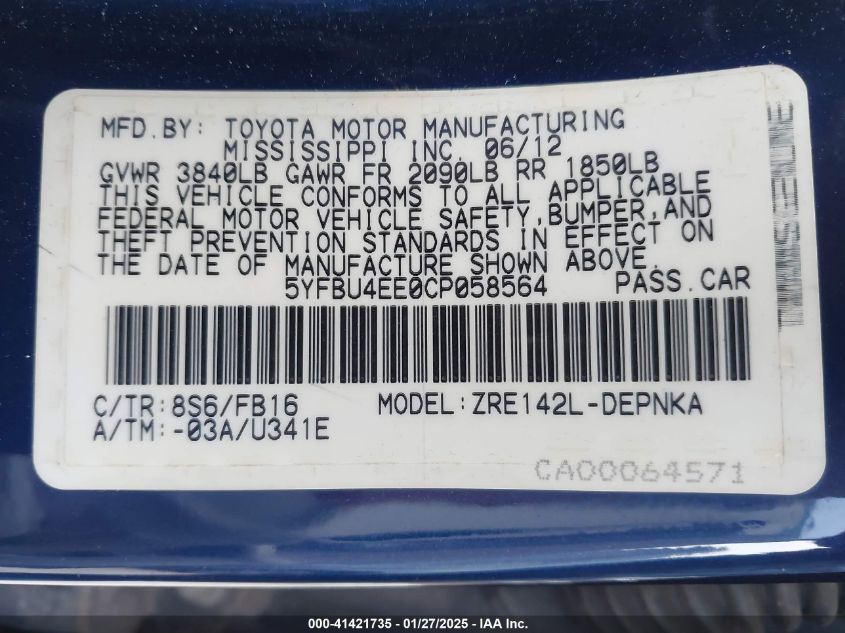 MFD.BY: TOYOTA MOTOR MANUFACTURING
MISSISSIPPI INC. 06/12
GVWR 3840LB GAWR FR 2090LB RR 1850LB
THIS VEHICLE CONFORMS TO ALL APPLICABLE
FEDERAL MOTOR VEHICLE SAFETY,BUMPER,AND
THEFT PREVENTION STANDARDS IN EFFECT ON
THE DATE OF MANUFACTURE SHOWN ABOVE.
5YFBU4EE0CP058564 PASS.CAR
C/TR:8S6/FB16 MODEL:ZRE142L-DEPNKA
A/TM:-03A/U341E
CA00064571
000-41421735 - 01/27/2025 - IAA Inc.